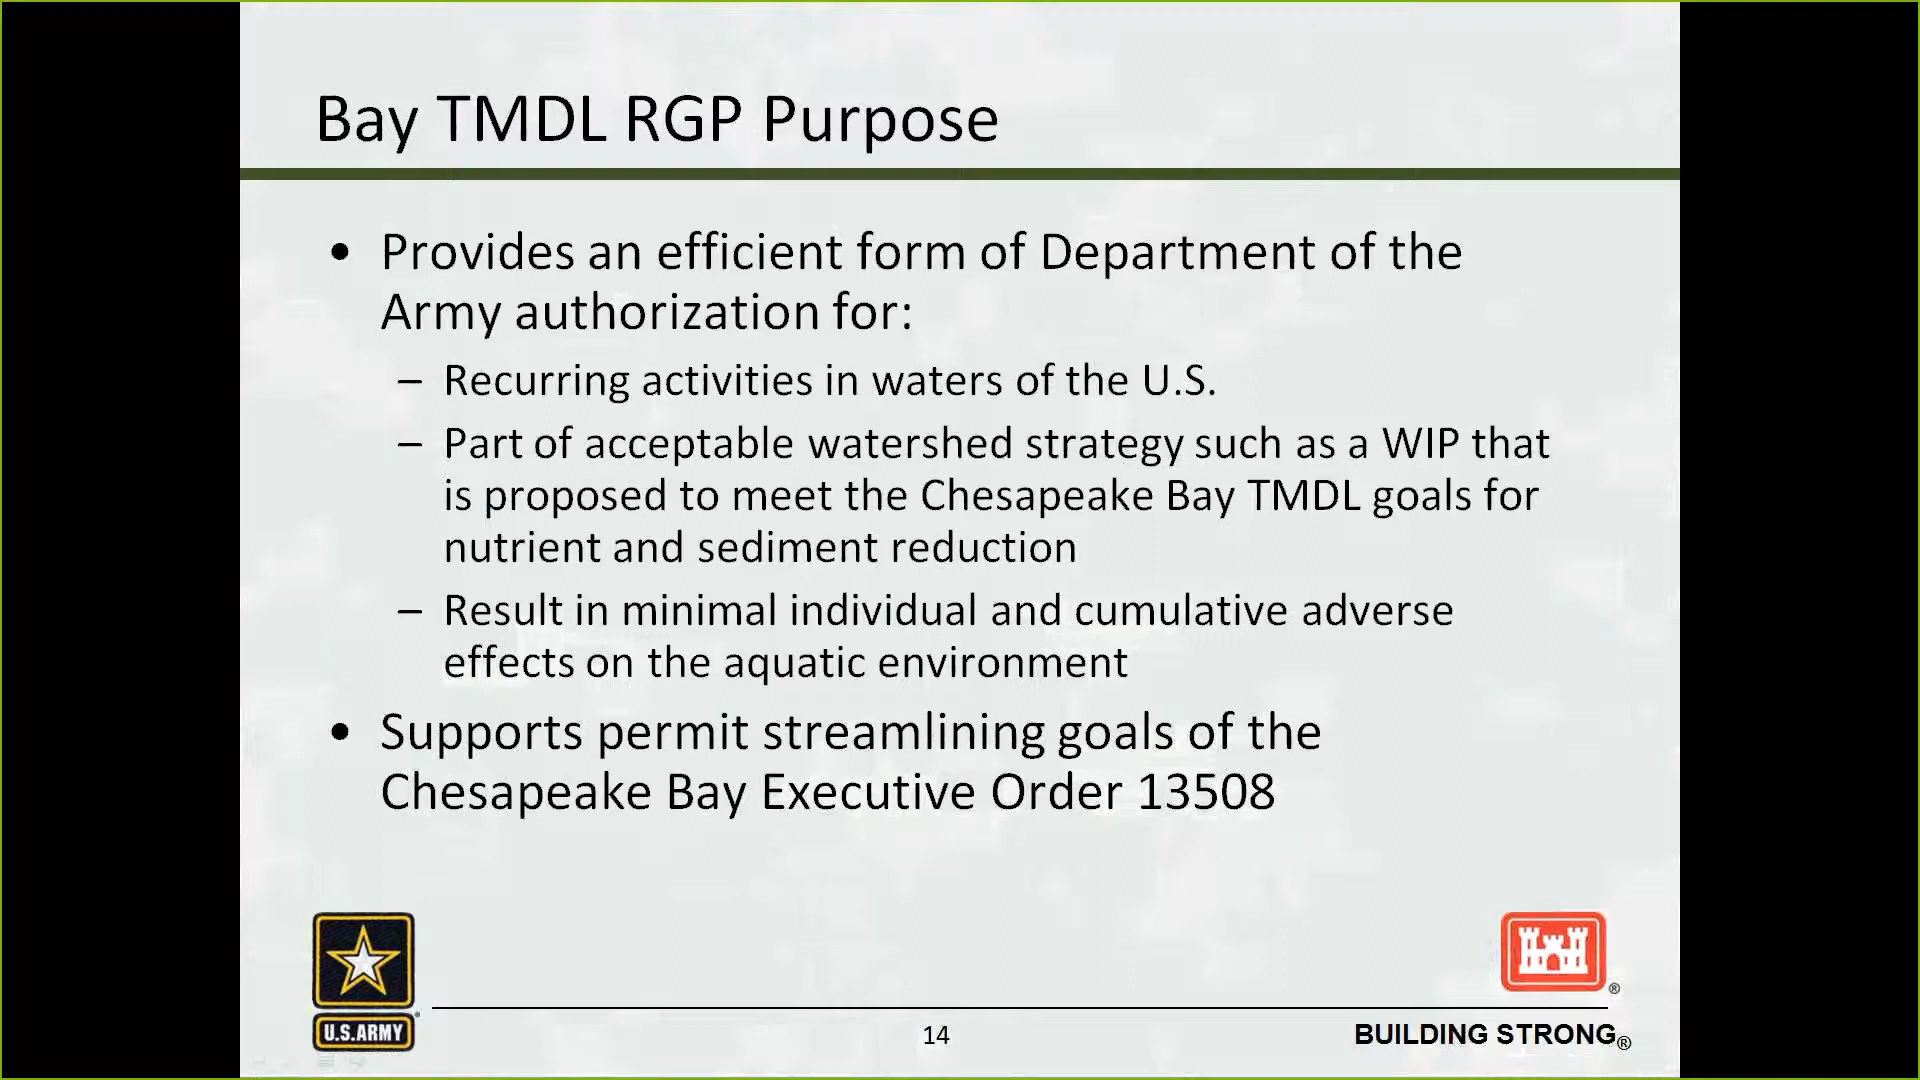 Bay TMDL RGP Purpose
• Provides an efficient form of Department of the
Army authorization for:
– Recurring activities in waters of the U.S.
– Part of acceptable watershed strategy such as a WIP that
is proposed to meet the Chesapeake Bay TMDL goals for
nutrient and sediment reduction
– Result in minimal individual and cumulative adverse
effects on the aquatic environment
• Supports permit streamlining goals of the
Chesapeake Bay Executive Order 13508
U.S.ARMY
14
®
BUILDING STRONG®